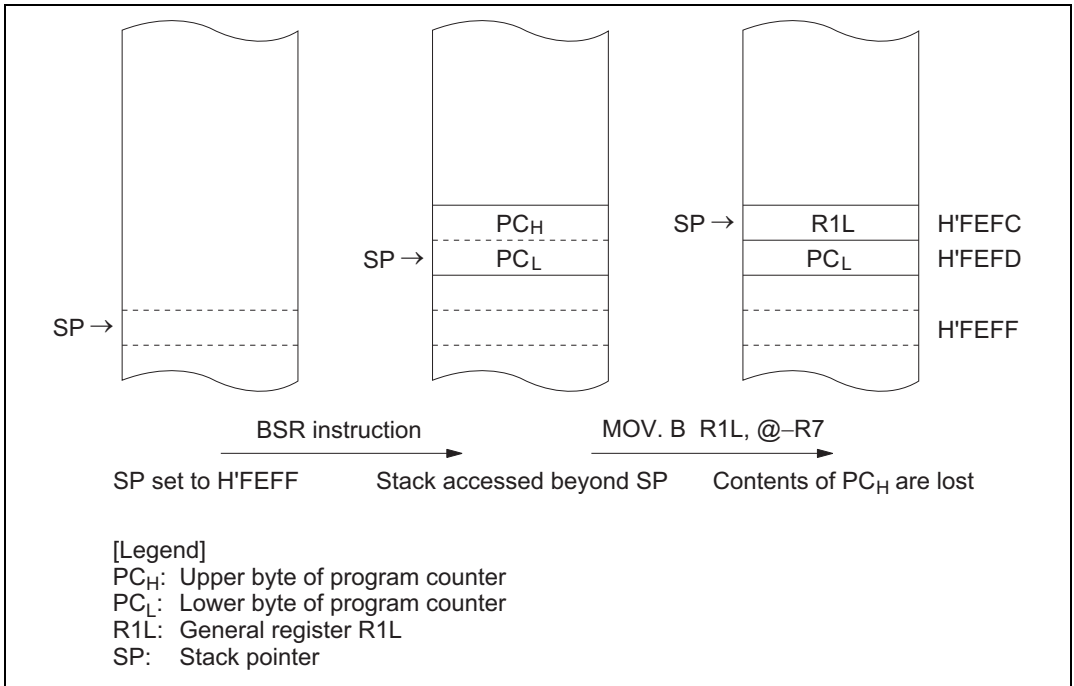 PCH
SP → R1L H'FEFC
SP → PCL PCL H'FEFD
SP → H'FEFF
BSR instruction MOV. B R1L, @–R7
SP set to H'FEFF Stack accessed beyond SP Contents of PCH are lost
[Legend]
PCH: Upper byte of program counter
PCL: Lower byte of program counter
R1L: General register R1L
SP: Stack pointer